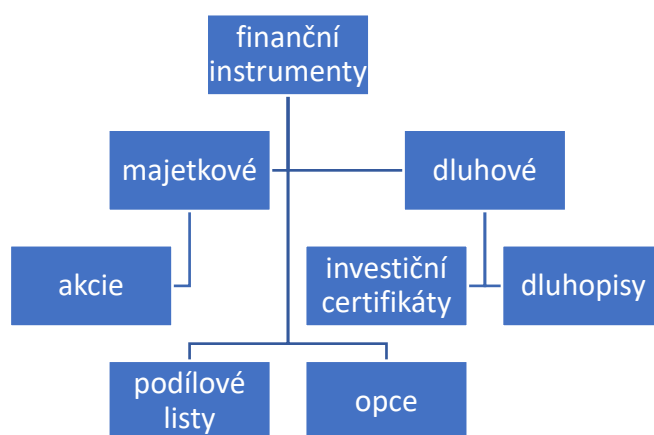 finanční
instrumenty
majetkové
dluhové
akcie
investiční
certifikáty
dluhopisy
podílové
listy
opce